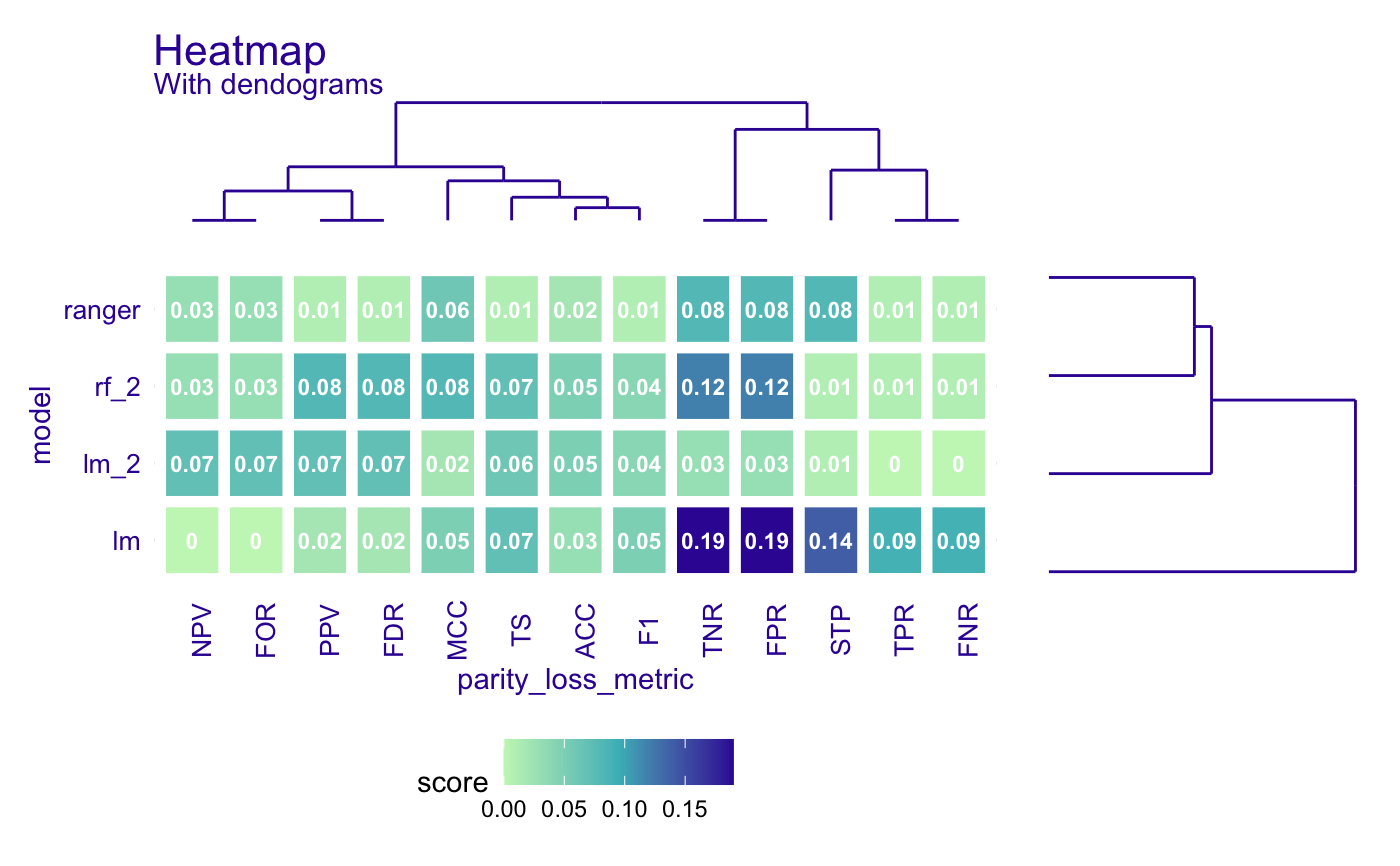 Heatmap
With dendograms
ranger 0.03 0.03 0.01 0.01 0.06 0.01 0.02 0.01 0.08 0.08 0.08 0.01 0.01
rf_2 0.03 0.03 0.08 0.08 0.08 0.07 0.05 0.04 0.12 0.12 0.01 0.01 0.01
lm_2 0.07 0.07 0.07 0.07 0.02 0.06 0.05 0.04 0.03 0.03 0.01 0 0
lm 0 0 0.02 0.02 0.05 0.07 0.03 0.05 0.19 0.19 0.14 0.09 0.09
model
NPV FOR PPV FDR MCC TS ACC F1 TNR FPR STP TPR FNR
parity_loss_metric
score
0.00 0.05 0.10 0.15